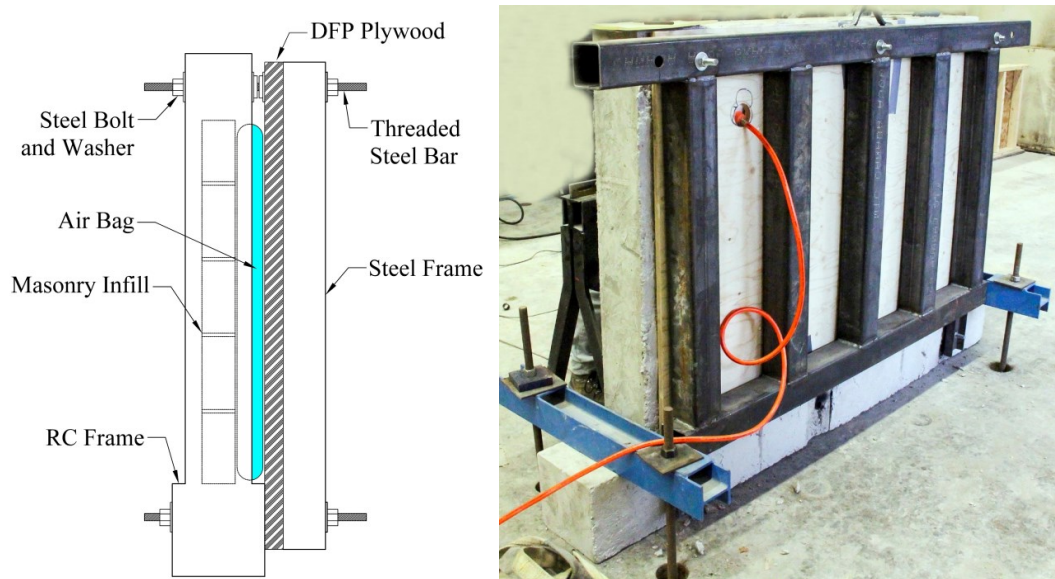 DFP Plywood
Steel Bolt
and Washer
Threaded
Steel Bar
Air Bag
Masonry Infill
Steel Frame
RC Frame